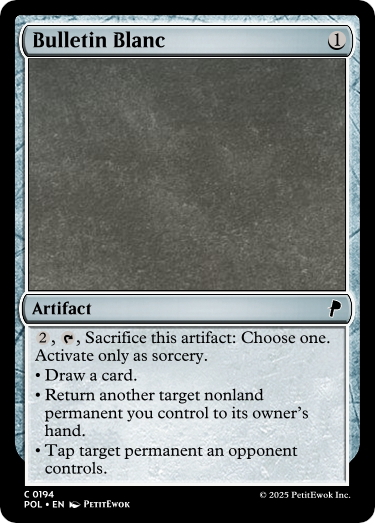 Bulletin Blanc 1
Artifact
2, , Sacrifice this artifact: Choose one.
Activate only as sorcery.
• Draw a card.
• Return another target nonland
permanent you control to its owner’s
hand.
• Tap target permanent an opponent
controls.
C 0194
POL • EN PetitEwok
© 2025 PetitEwok Inc.